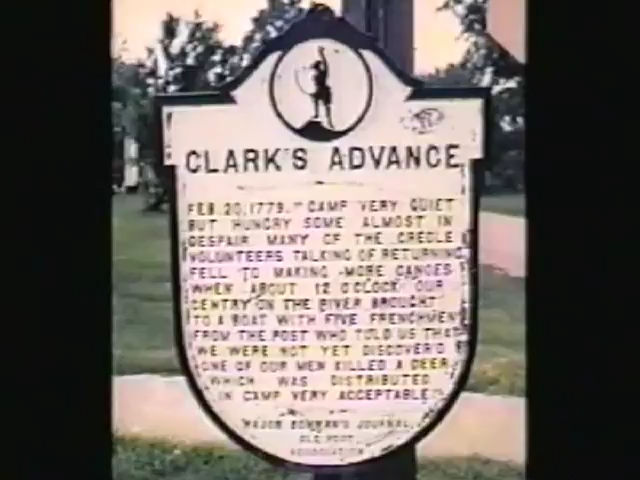 CLARK'S ADVANCE
FEB. 20, 1779. "CAMP VERY QUIET
BUT HUNGRY SOME ALMOST IN
DESPAIR MANY OF THE CREOLE
VOLUNTEERS TALKING OF RETURNING
FELL TO MAKING MORE CANOES
WHEN ABOUT 12 O'CLOCK OUR
CENTRY ON THE RIVER BROUGHT
TO A BOAT WITH FIVE FRENCHMEN
FROM THE POST WHO TOLD US THAT
WE WERE NOT YET DISCOVER'D
ONE OF OUR MEN KILLED A DEER
WHICH WAS DISTRIBUTED
IN CAMP VERY ACCEPTABLE."
MAJOR BOWMAN'S JOURNAL,
OLD POST
ASSOCIATION